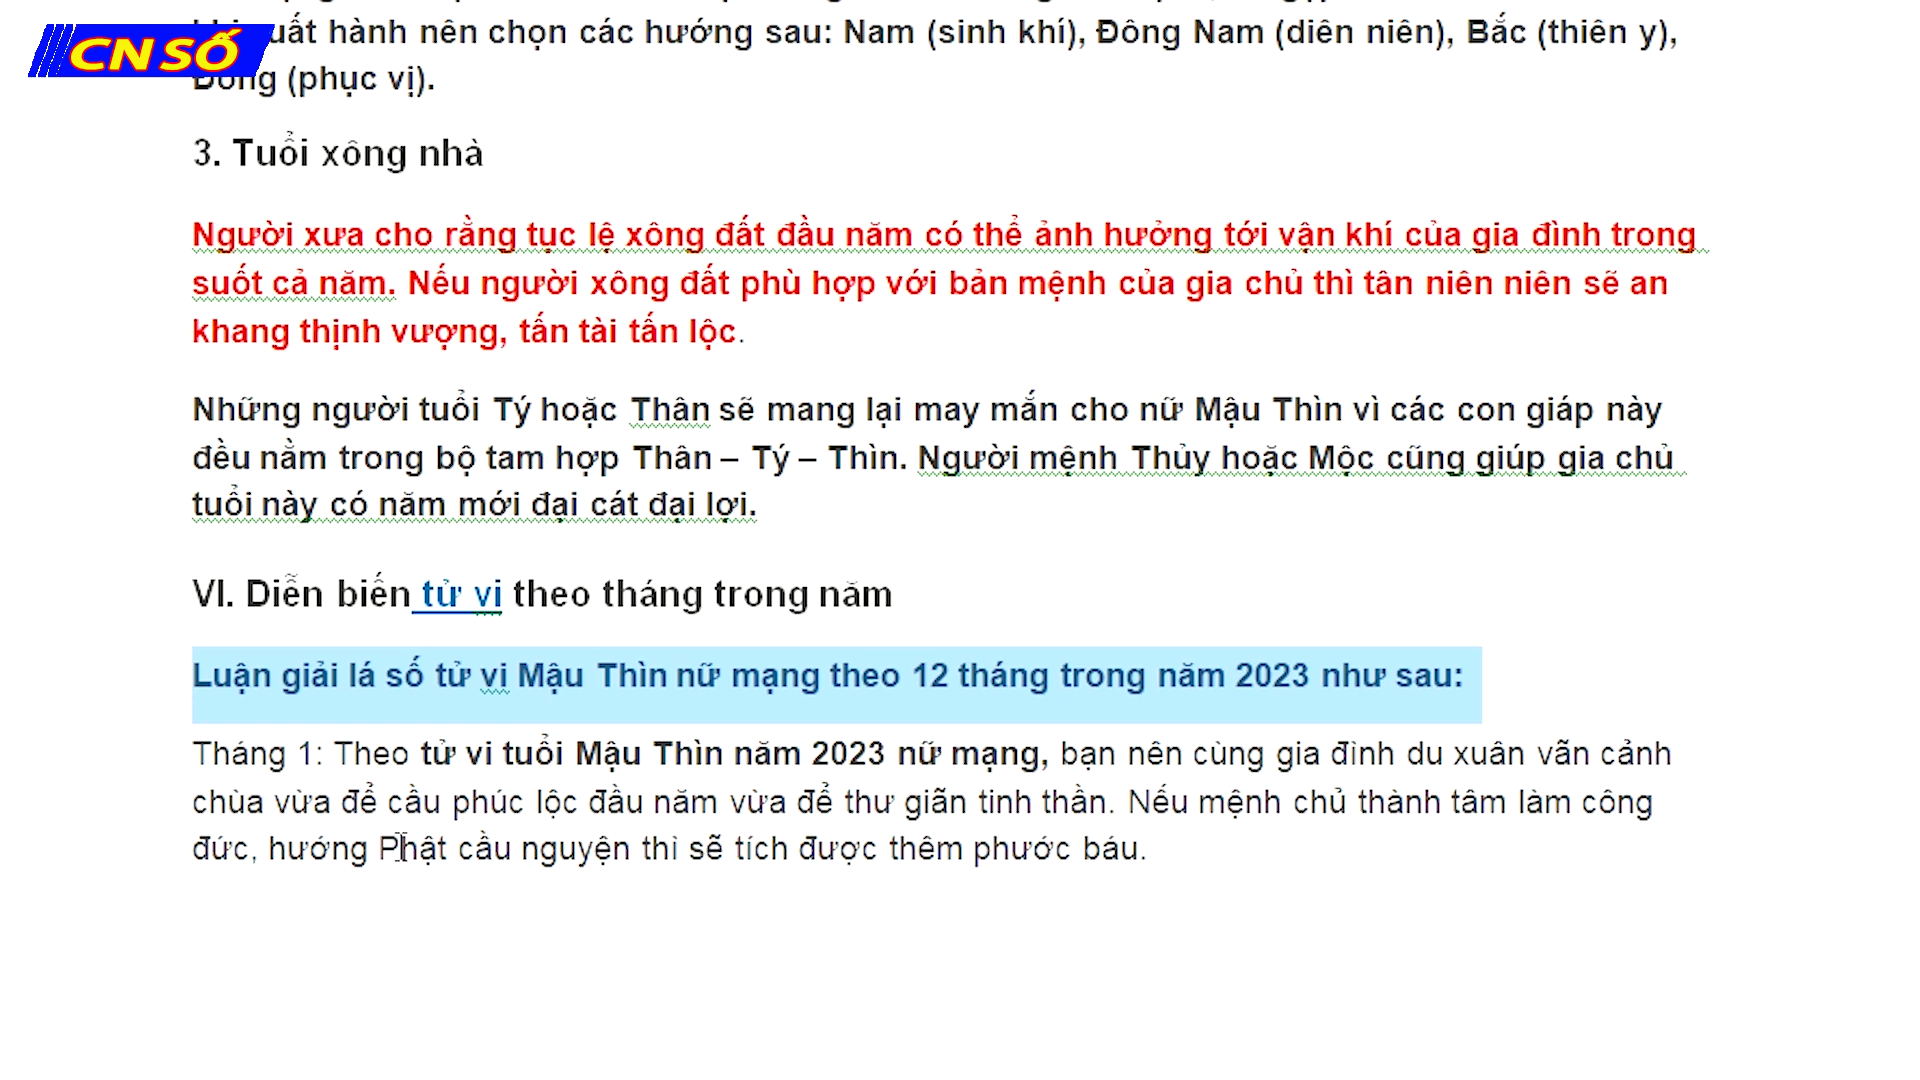 CN SỐ
uất hành nên chọn các hướng sau: Nam (sinh khí), Đông Nam (diên niên), Bắc (thiên y),
Đông (phục vị).
3. Tuổi xông nhà
Người xưa cho rằng tục lệ xông đất đầu năm có thể ảnh hưởng tới vận khí của gia đình trong
suốt cả năm. Nếu người xông đất phù hợp với bản mệnh của gia chủ thì tân niên niên sẽ an
khang thịnh vượng, tấn tài tấn lộc.
Những người tuổi Tý hoặc Thân sẽ mang lại may mắn cho nữ Mậu Thìn vì các con giáp này
đều nằm trong bộ tam hợp Thân – Tý – Thìn. Người mệnh Thủy hoặc Mộc cũng giúp gia chủ
tuổi này có năm mới đại cát đại lợi.
VI. Diễn biến tử vi theo tháng trong năm
Luận giải lá số tử vi Mậu Thìn nữ mạng theo 12 tháng trong năm 2023 như sau:
Tháng 1: Theo tử vi tuổi Mậu Thìn năm 2023 nữ mạng, bạn nên cùng gia đình du xuân vãn cảnh
chùa vừa để cầu phúc lộc đầu năm vừa để thư giãn tinh thần. Nếu mệnh chủ thành tâm làm công
đức, hướng Phật cầu nguyện thì sẽ tích được thêm phước báu.